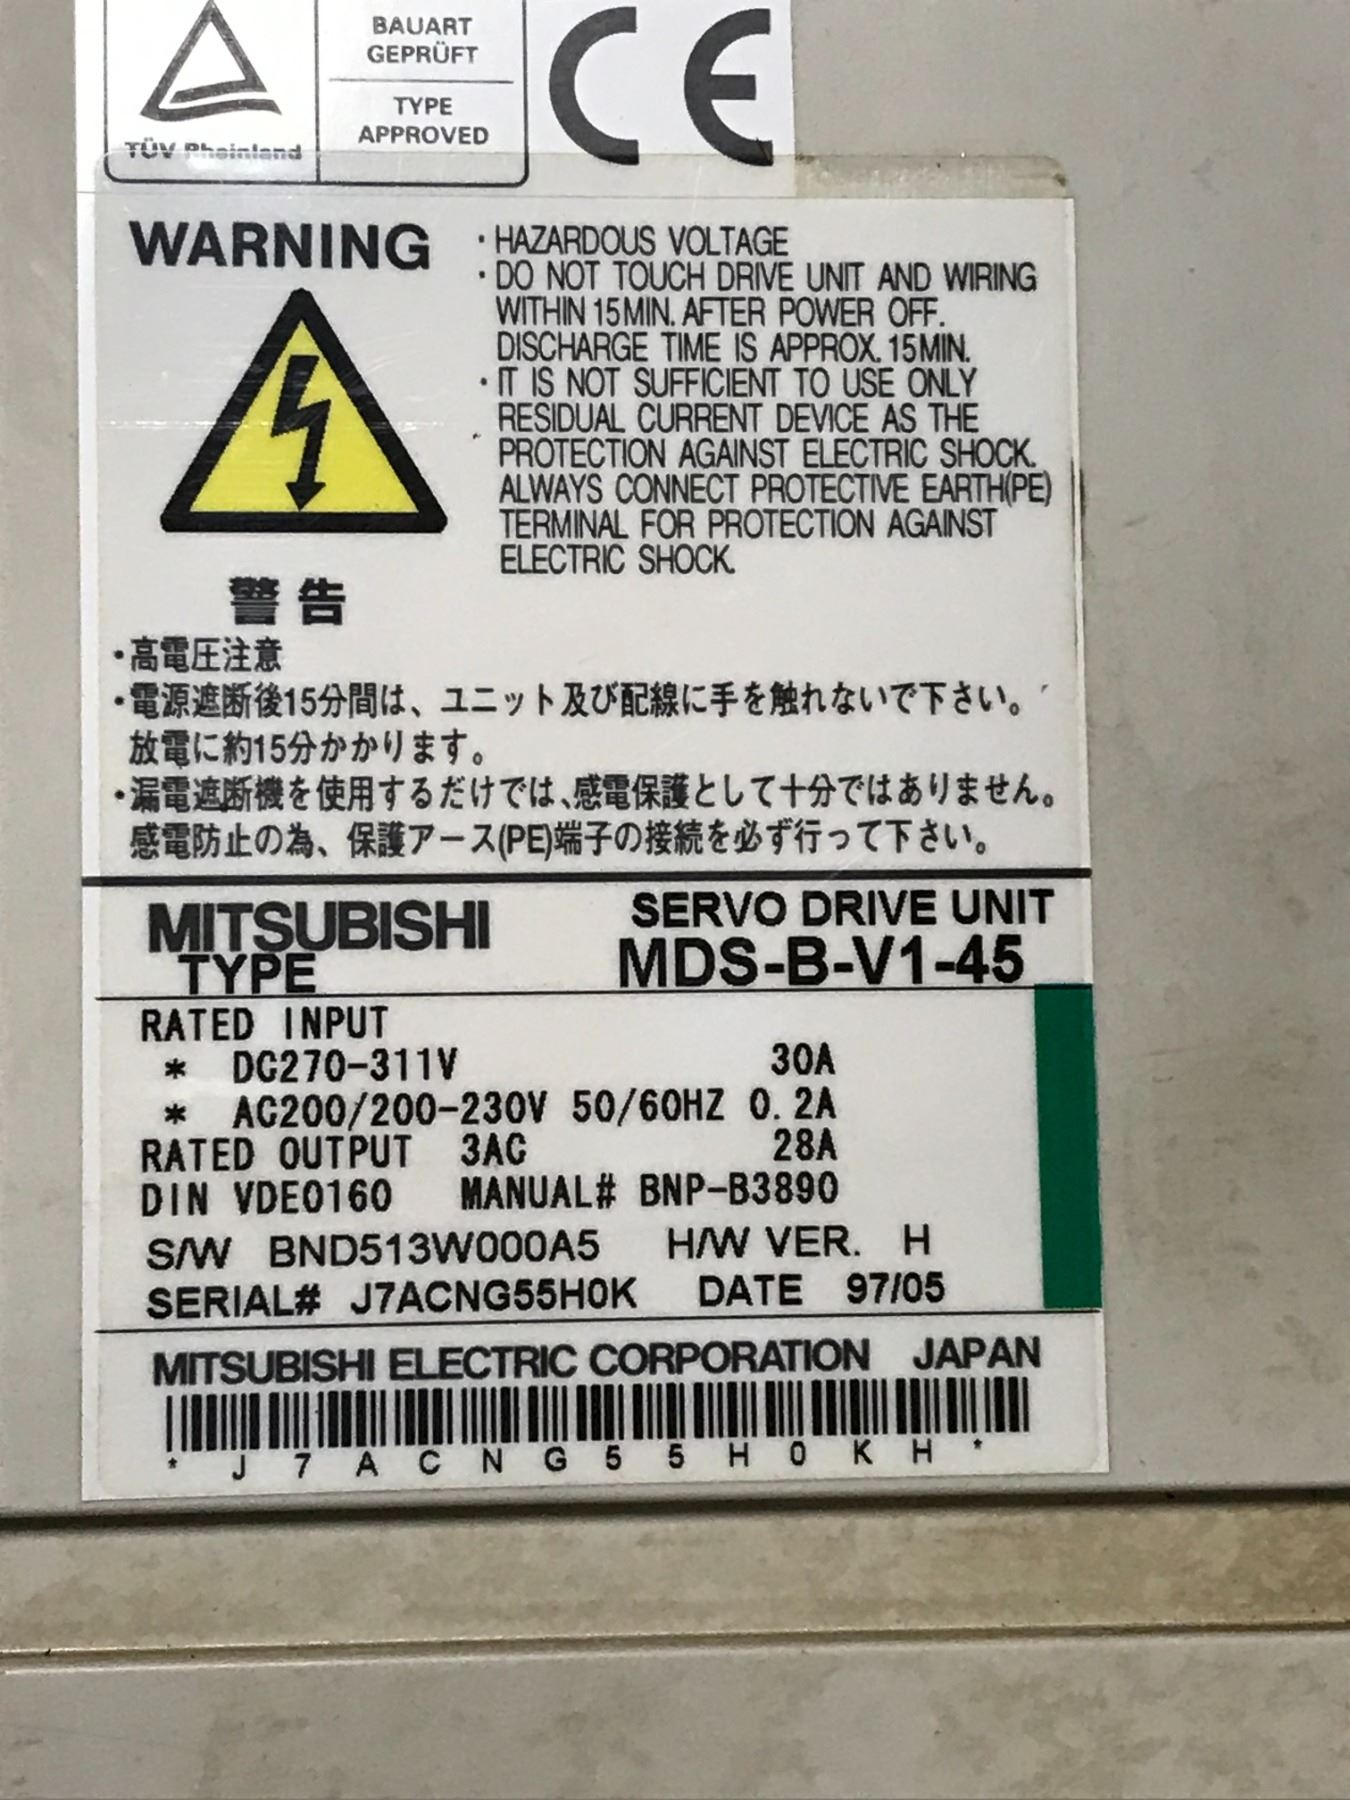 BAUART
GEPRÜFT
TYPE
APPROVED
TÜV Rheinland
CE
WARNING
・HAZARDOUS VOLTAGE
・DO NOT TOUCH DRIVE UNIT AND WIRING
WITHIN 15MIN. AFTER POWER OFF.
DISCHARGE TIME IS APPROX. 15MIN.
・IT IS NOT SUFFICIENT TO USE ONLY
RESIDUAL CURRENT DEVICE AS THE
PROTECTION AGAINST ELECTRIC SHOCK.
ALWAYS CONNECT PROTECTIVE EARTH(PE)
TERMINAL FOR PROTECTION AGAINST
ELECTRIC SHOCK.
警告
・高電圧注意
・電源遮断後15分間は、ユニット及び配線に手を触れないで下さい。
放電に約15分かかります。
・漏電遮断機を使用するだけでは、感電保護として十分ではありません。
感電防止の為、保護アース(PE)端子の接続を必ず行って下さい。
MITSUBISHI SERVO DRIVE UNIT
TYPE MDS-B-V1-45
RATED INPUT
* DC270-311V 30A
* AC200/200-230V 50/60HZ 0.2A
RATED OUTPUT 3AC 28A
DIN VDE0160 MANUAL# BNP-B3890
S/W BND513W000A5 H/W VER. H
SERIAL# J7ACNG55H0K DATE 97/05
MITSUBISHI ELECTRIC CORPORATION JAPAN
* J 7 A C N G 5 5 H 0 K H *